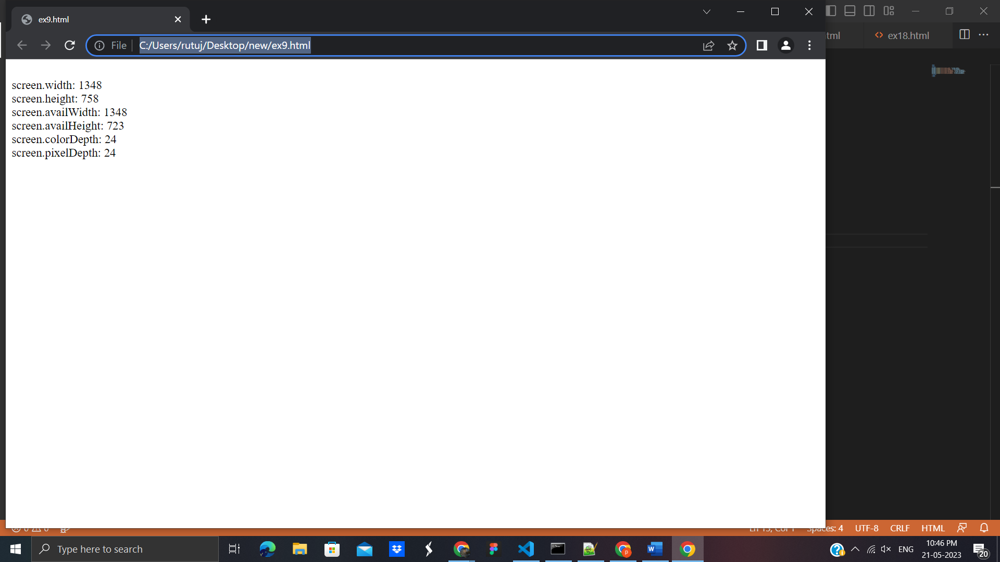 ex9.html
File
C:/Users/rutuj/Desktop/new/ex9.html
tml
ex18.html
screen.width: 1348
screen.height: 758
screen.availWidth: 1348
screen.availHeight: 723
screen.colorDepth: 24
screen.pixelDepth: 24
Spaces: 4
UTF-8
CRLF
HTML
Type here to search
ENG
10:46 PM
21-05-2023
20